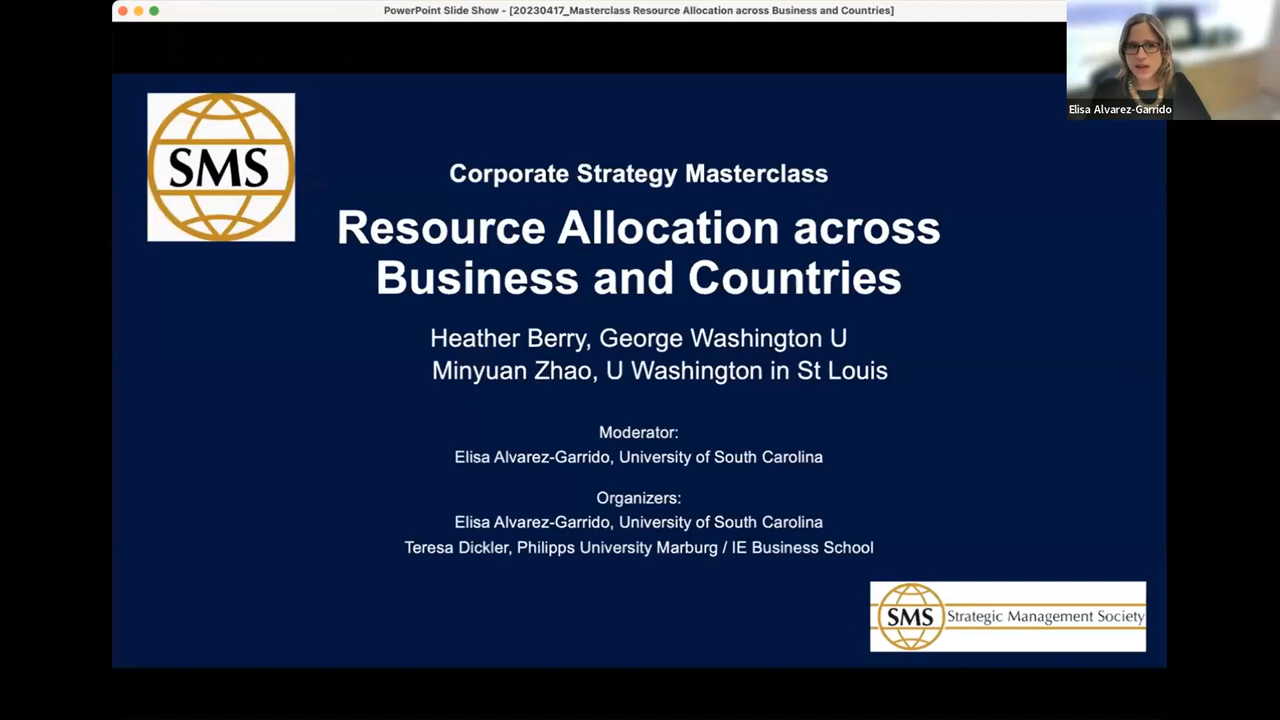 PowerPoint Slide Show - [20230417_Masterclass Resource Allocation across Business and Countries]
Elisa Alvarez-Garrido
SMS
Corporate Strategy Masterclass
Resource Allocation across
Business and Countries
Heather Berry, George Washington U
Minyuan Zhao, U Washington in St Louis
Moderator:
Elisa Alvarez-Garrido, University of South Carolina
Organizers:
Elisa Alvarez-Garrido, University of South Carolina
Teresa Dickler, Philipps University Marburg / IE Business School
SMS Strategic Management Society